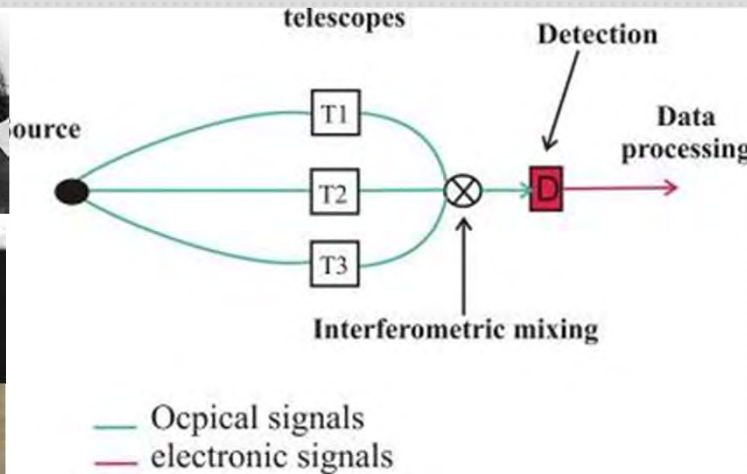 telescopes
Detection
ource
Data
processing
T1
T2
D
T3
Interferometric mixing
Ocpical signals
electronic signals